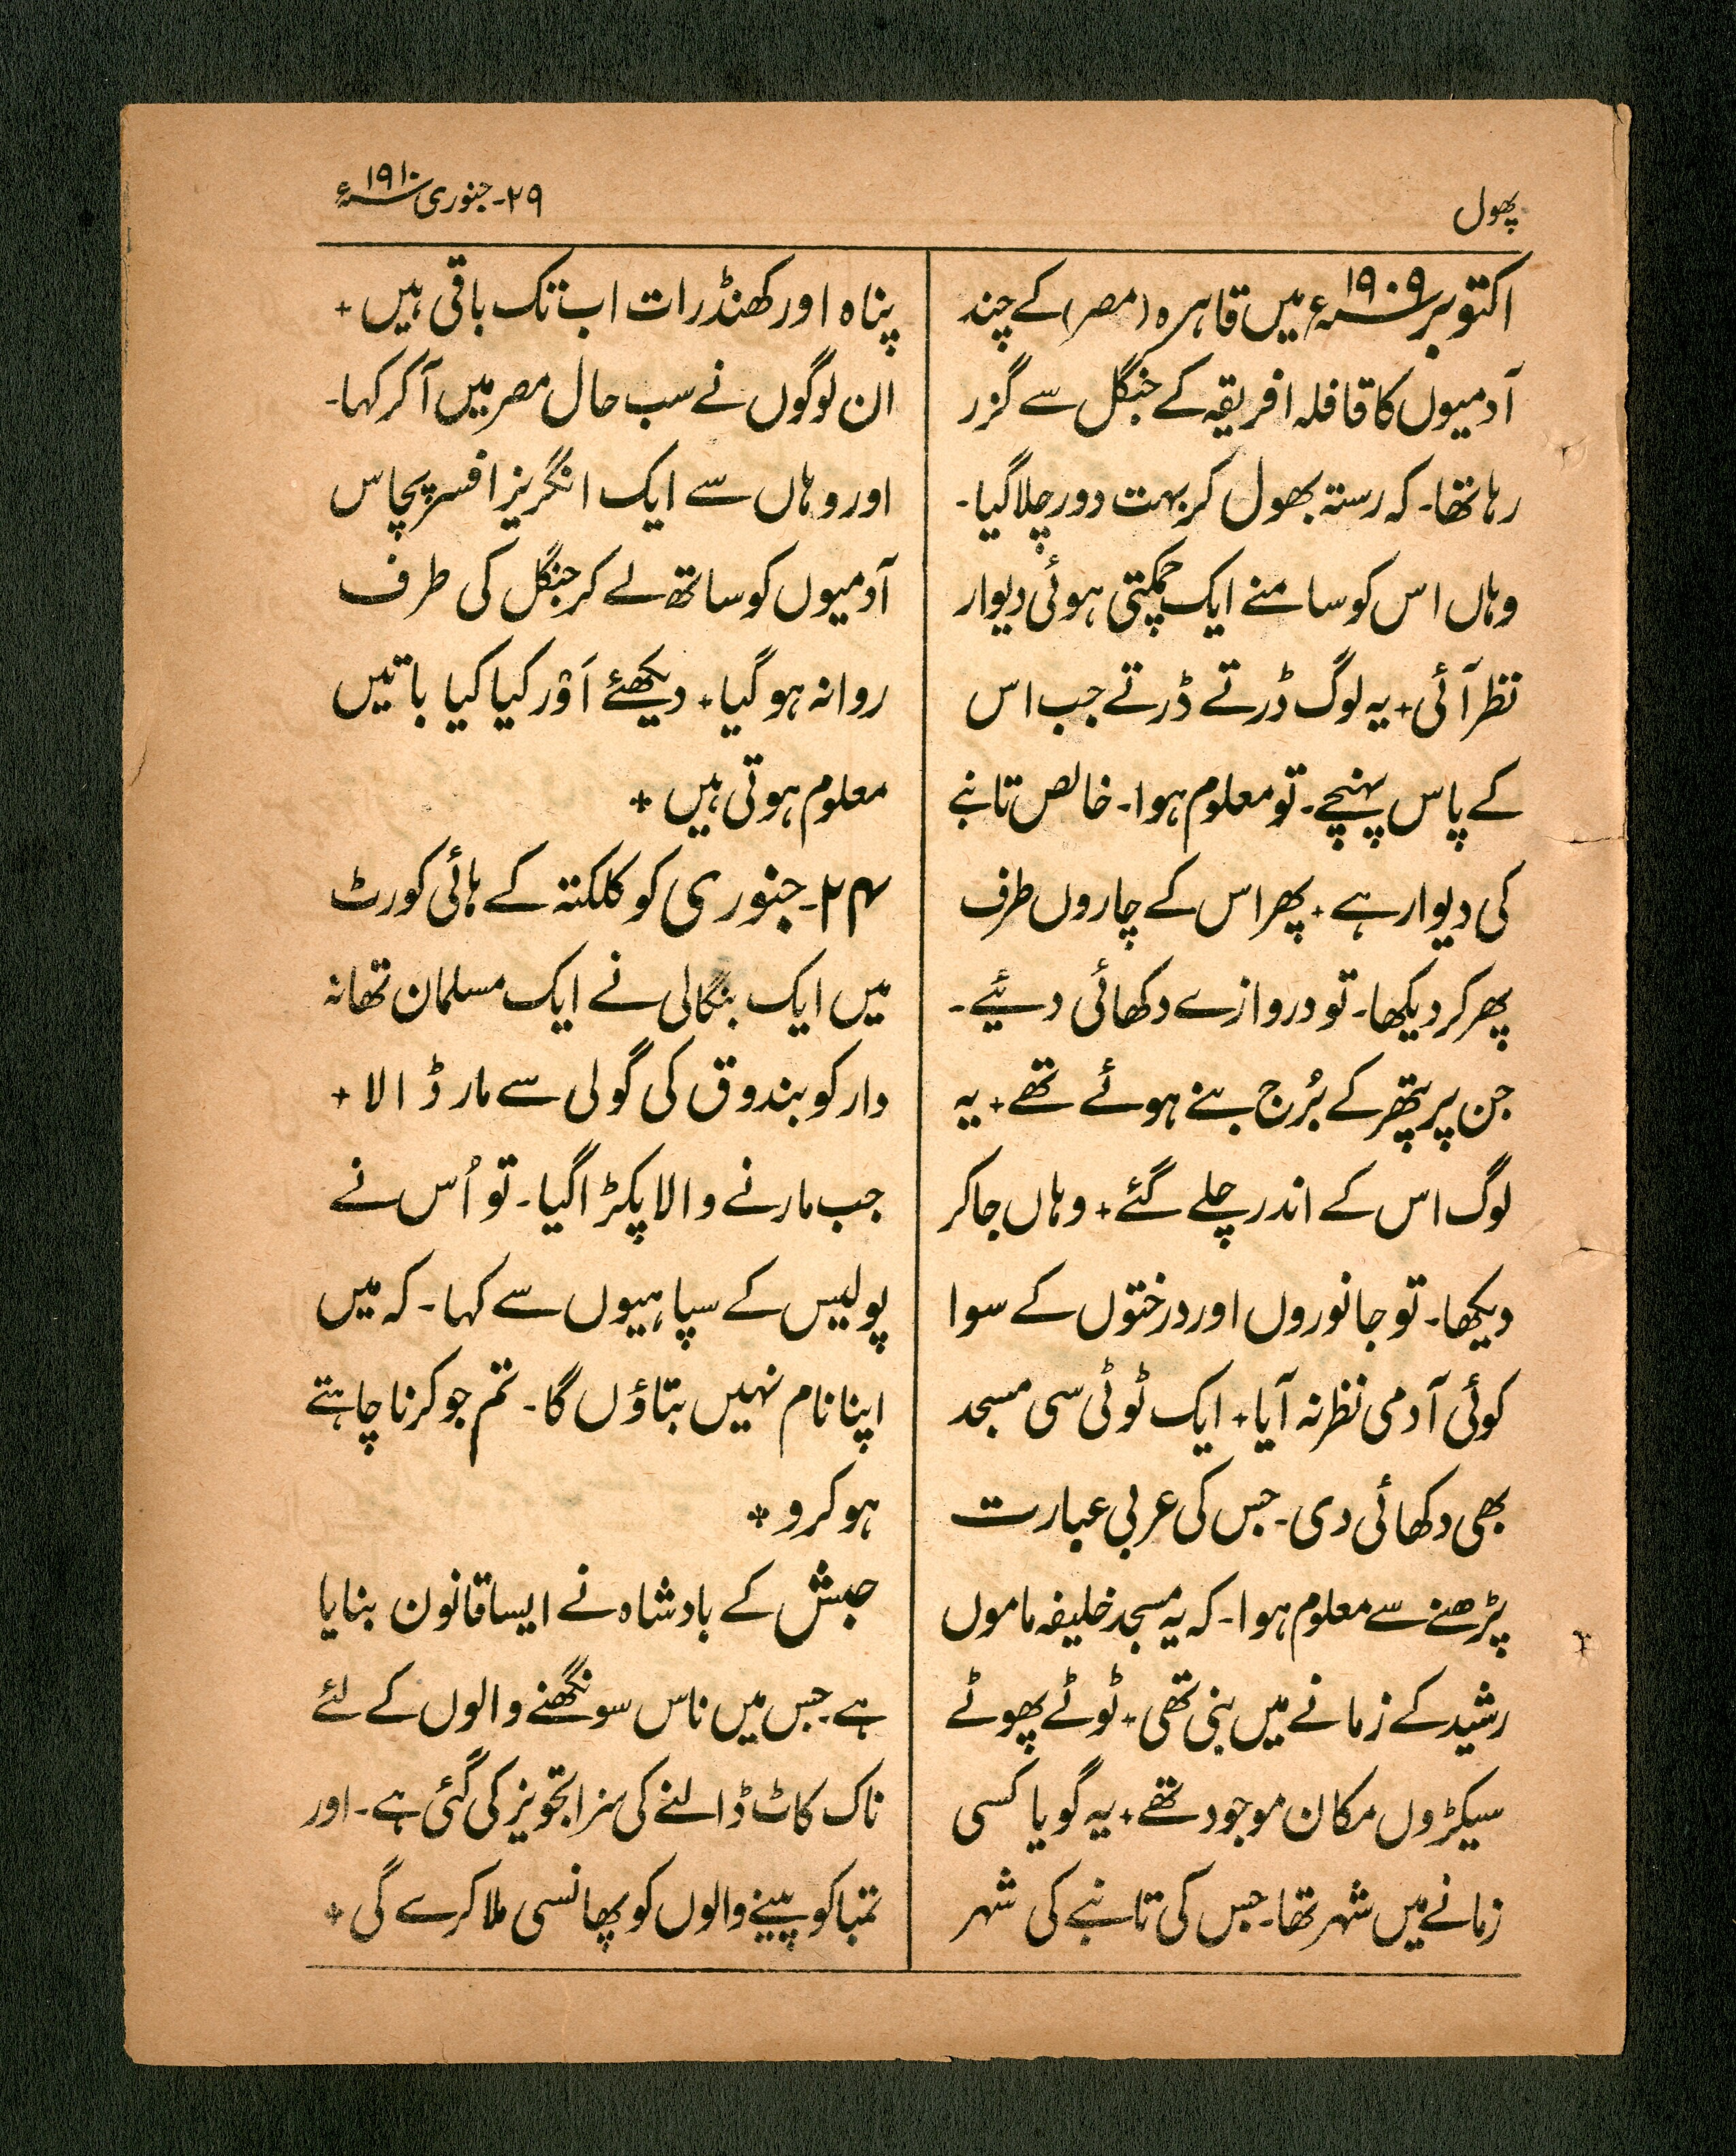 پھول
۲۹۔ جنوری ۱۹۱۰ء
اکتوبر ۱۹۰۹ء میں قاہرہ (مصر) کے چند
آدمیوں کا قافلہ افریقہ کے جنگل سے گزر
رہا تھا۔ کہ رستہ بھول کر بہت دور چلا گیا۔
وہاں اس کو سامنے ایک چمکتی ہوئی دیوار
نظر آئی + یہ لوگ ڈرتے ڈرتے جب اس
کے پاس پہنچے۔ تو معلوم ہوا۔ خالص تانبے
کی دیوار ہے + پھر اس کے چاروں طرف
پھر کر دیکھا۔ تو دروازے دکھائی دیئے۔
جن پر پتھر کے بُرج بنے ہوئے تھے + یہ
لوگ اس کے اندر چلے گئے + وہاں جا کر
دیکھا۔ تو جانوروں اور درختوں کے سوا
کوئی آدمی نظر نہ آیا + ایک ٹوٹی سی مسجد
بھی دکھائی دی۔ جس کی عربی عبارت
پڑھنے سے معلوم ہوا۔ کہ یہ مسجد خلیفہ ماموں
رشید کے زمانے میں بنی تھی + ٹوٹے پھوٹے
سیکڑوں مکان موجود تھے + یہ گویا کسی
زمانے میں شہر تھا۔ جس کی تانبے کی شہر
پناہ اور کھنڈرات اب تک باقی ہیں +
ان لوگوں نے سب حال مصر میں آ کر کہا۔
اور وہاں سے ایک انگریز افسر پچاس
آدمیوں کو ساتھ لے کر جنگل کی طرف
روانہ ہو گیا + دیکھئے اَوْر کیا کیا باتیں
معلوم ہوتی ہیں +
۲۴۔ جنوری کو کلکتہ کے ہائی کورٹ
میں ایک بنگالی نے ایک مسلمان تھانہ
دار کو بندوق کی گولی سے مار ڈالا +
جب مارنے والا پکڑا گیا۔ تو اُس نے
پولیس کے سپاہیوں سے کہا۔ کہ میں
اپنا نام نہیں بتاؤں گا۔ تم جو کرنا چاہتے
ہو کرو +
حبش کے بادشاہ نے ایسا قانون بنایا
ہے۔ جس میں ناس سونگھنے والوں کے لئے
ناک کاٹ ڈالنے کی سزا تجویز کی گئی ہے۔ اور
تمباکو پینے والوں کو پھانسی ملا کرے گی +